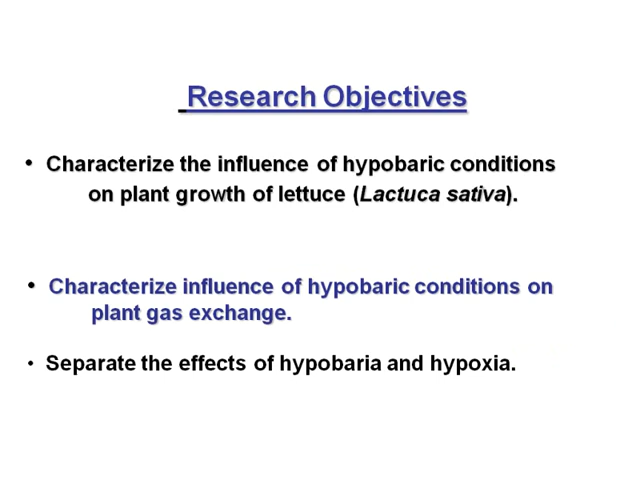 Research Objectives
• Characterize the influence of hypobaric conditions
on plant growth of lettuce (Lactuca sativa).
• Characterize influence of hypobaric conditions on
plant gas exchange.
• Separate the effects of hypobaria and hypoxia.